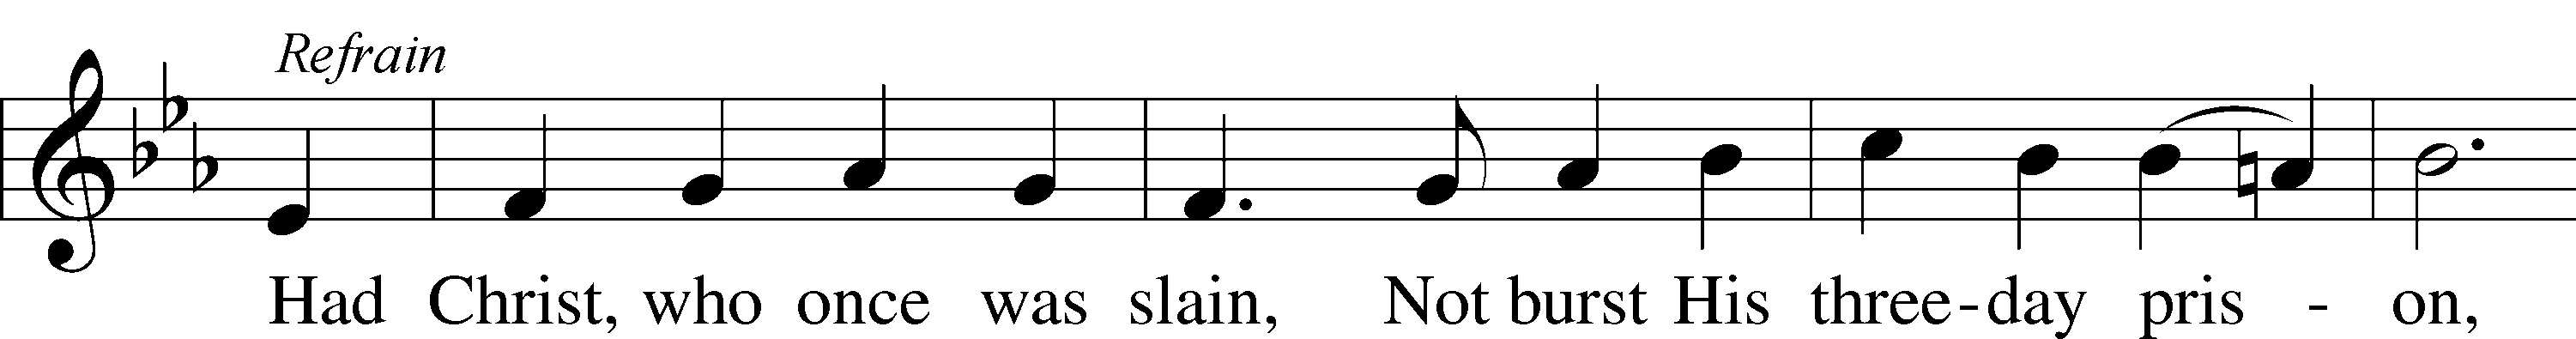 Refrain
Had Christ, who once was slain, Not burst His three-day pris - on,